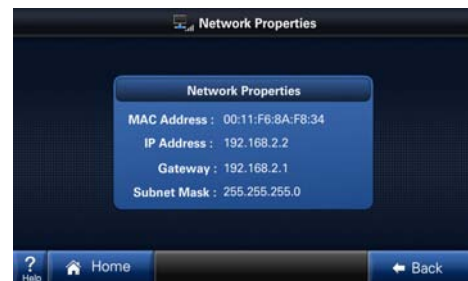 Network Properties
Network Properties
MAC Address : 00:11:F6:8A:F8:34
IP Address : 192.168.2.2
Gateway : 192.168.2.1
Subnet Mask : 255.255.255.0
? Help Home Back